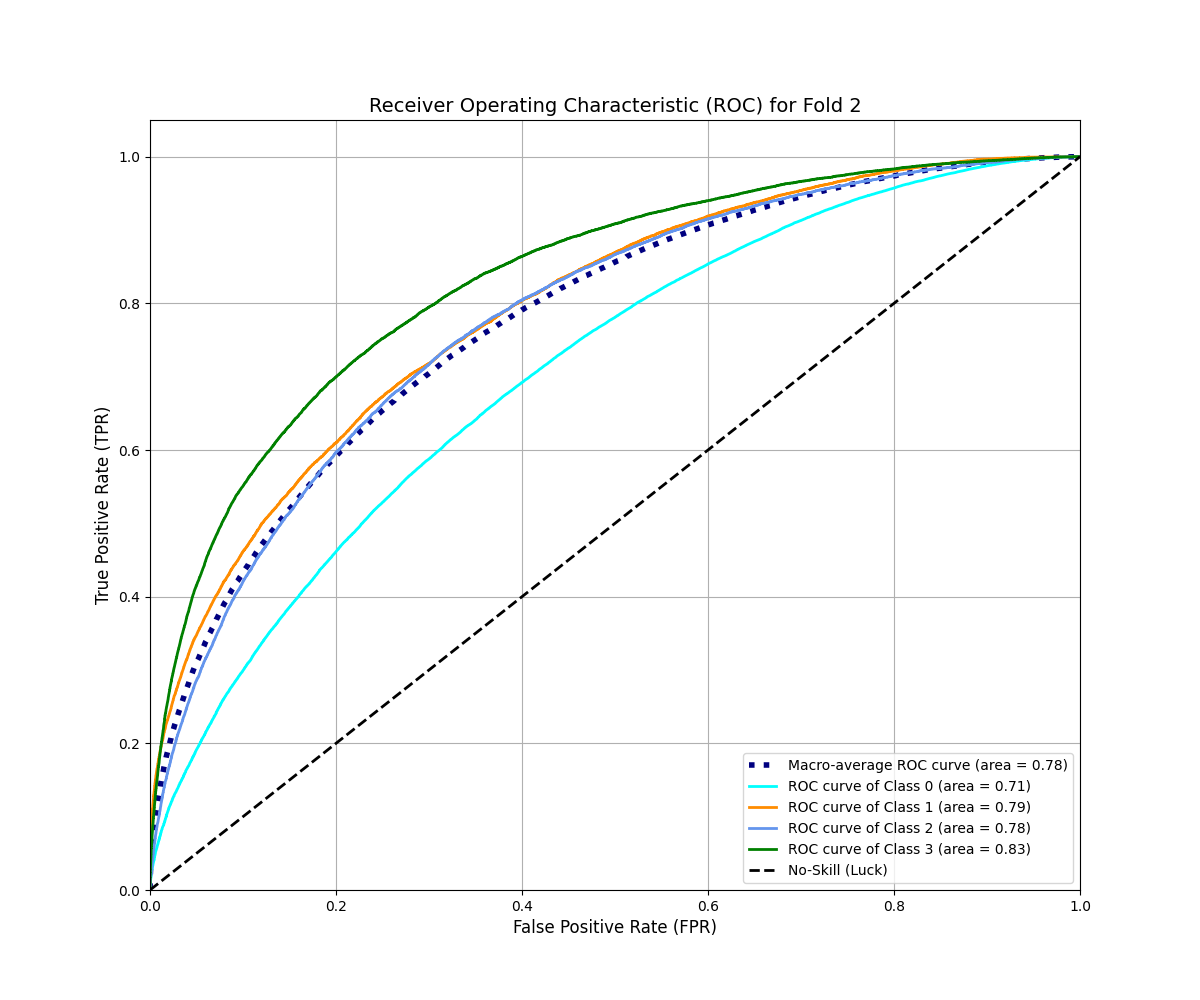 Receiver Operating Characteristic (ROC) for Fold 2
True Positive Rate (TPR)
1.0
0.8
0.6
0.4
0.2
0.0
Macro-average ROC curve (area = 0.78)
ROC curve of Class 0 (area = 0.71)
ROC curve of Class 1 (area = 0.79)
ROC curve of Class 2 (area = 0.78)
ROC curve of Class 3 (area = 0.83)
No-Skill (Luck)
0.0 0.2 0.4 0.6 0.8 1.0
False Positive Rate (FPR)